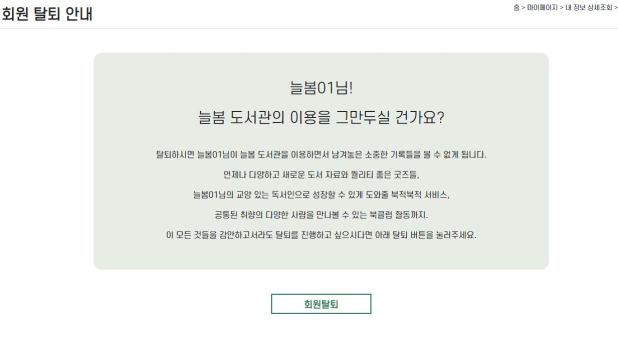 홈 > 마이페이지 > 내 정보 상세조회 >
회원 탈퇴 안내
늘봄01님!
늘봄 도서관의 이용을 그만두실 건가요?
탈퇴하시면 늘봄01님이 늘봄 도서관을 이용하면서 남겨놓은 소중한 기록들을 볼 수 없게 됩니다.
언제나 다양하고 새로운 도서 자료와 퀄리티 좋은 굿즈들,
늘봄01님의 교양 있는 독서인으로 성장할 수 있게 도와줄 북적북적 서비스,
공통된 취향의 다양한 사람을 만나볼 수 있는 북클럽 활동까지.
이 모든 것들을 감안하고서라도 탈퇴를 진행하고 싶으시다면 아래 탈퇴 버튼을 눌러주세요.
회원탈퇴